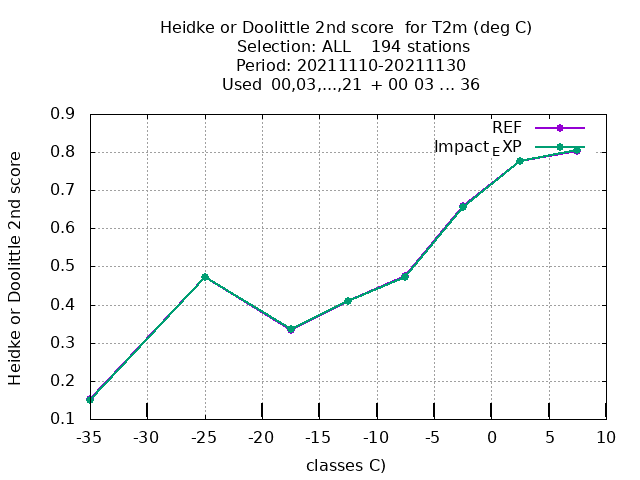 Heidke or Doolittle 2nd score  for T2m (deg C)
Selection: ALL    194 stations
Period: 20211110-20211130
Used  00,03,...,21  + 00 03 ... 36
REF
Impact_EXP
Heidke or Doolittle 2nd score
0.9
0.8
0.7
0.6
0.5
0.4
0.3
0.2
0.1
-35 -30 -25 -20 -15 -10 -5 0 5 10
classes C)